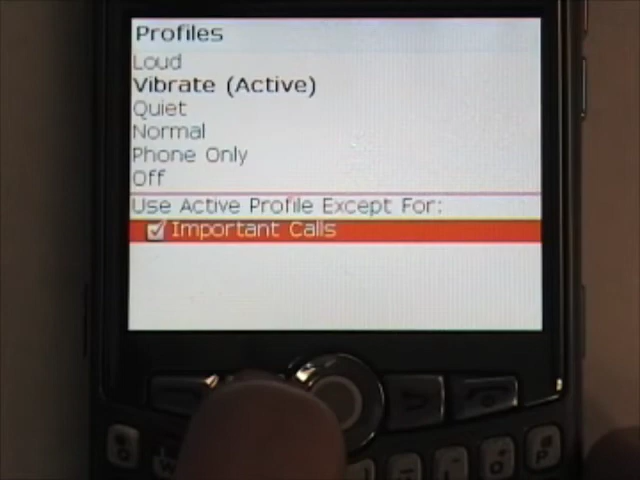 Profiles
Loud
Vibrate (Active)
Quiet
Normal
Phone Only
Off
Use Active Profile Except For:
Important Calls
Q
W
O
P